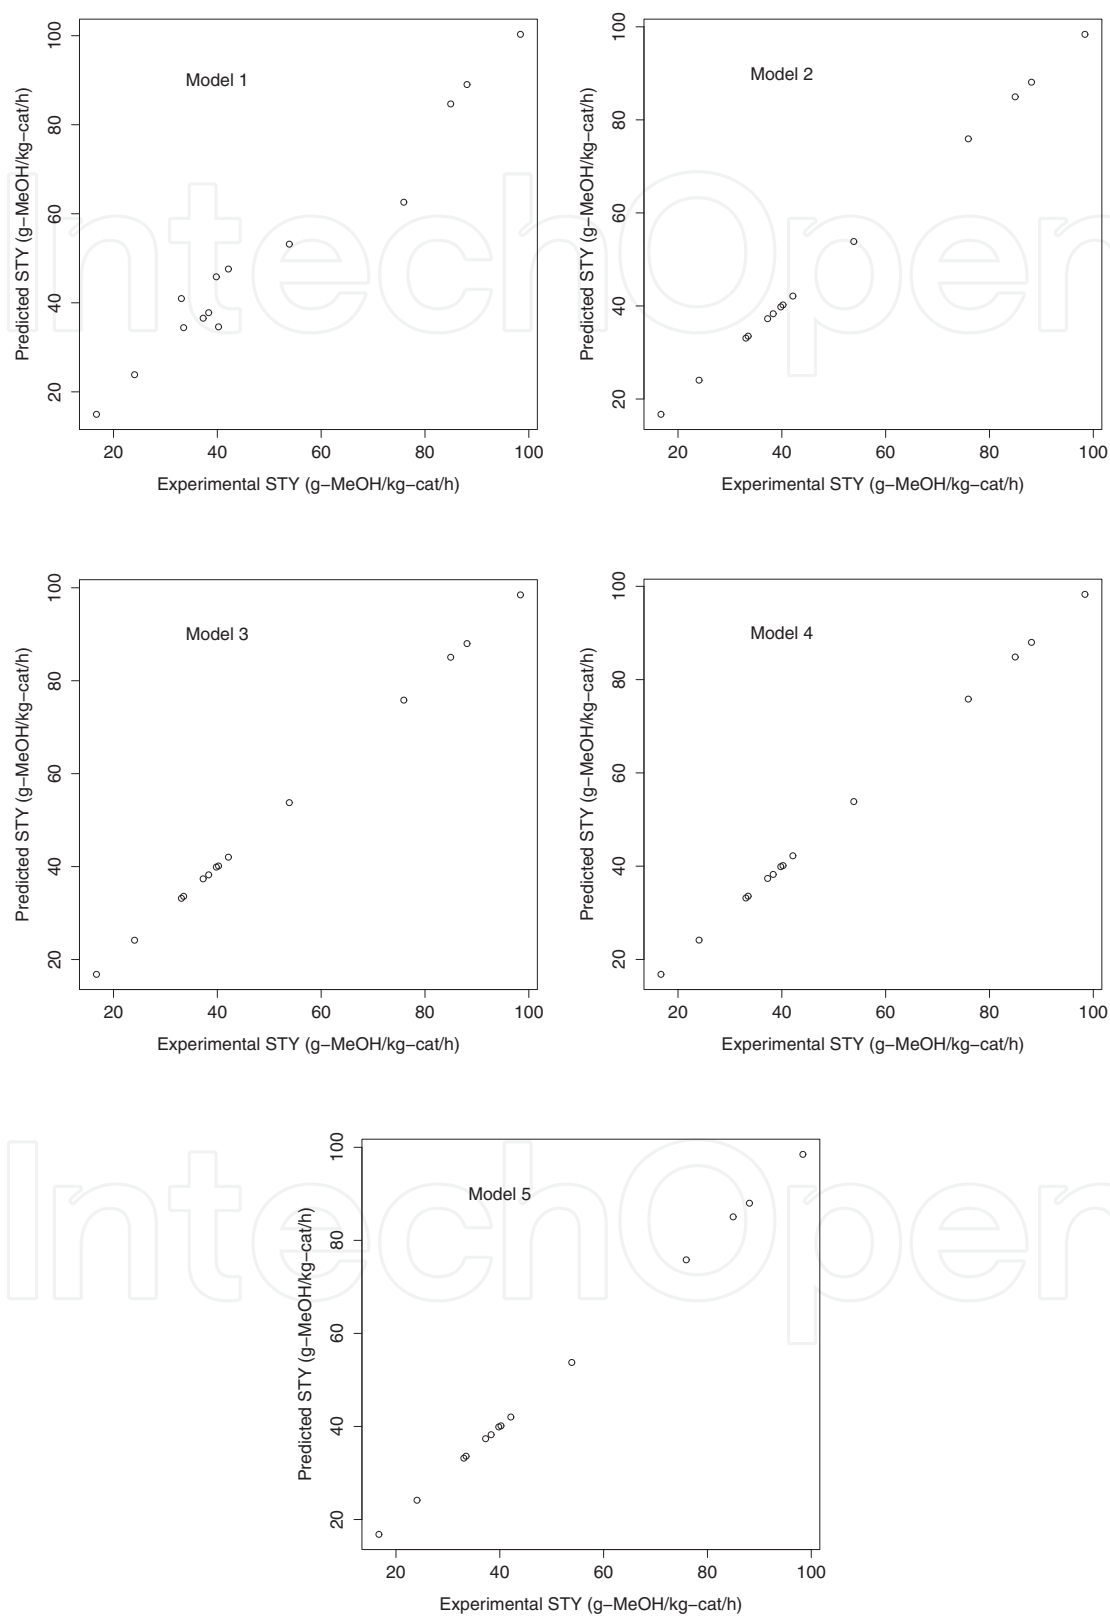 Model 1
Predicted STY (g−MeOH/kg−cat/h)
100
80
60
40
20
20 40 60 80 100
Experimental STY (g−MeOH/kg−cat/h)
Model 2
Predicted STY (g−MeOH/kg−cat/h)
100
80
60
40
20
20 40 60 80 100
Experimental STY (g−MeOH/kg−cat/h)
Model 3
Predicted STY (g−MeOH/kg−cat/h)
100
80
60
40
20
20 40 60 80 100
Experimental STY (g−MeOH/kg−cat/h)
Model 4
Predicted STY (g−MeOH/kg−cat/h)
100
80
60
40
20
20 40 60 80 100
Experimental STY (g−MeOH/kg−cat/h)
Model 5
Predicted STY (g−MeOH/kg−cat/h)
100
80
60
40
20
20 40 60 80 100
Experimental STY (g−MeOH/kg−cat/h)
IntechOpen
IntechOpen